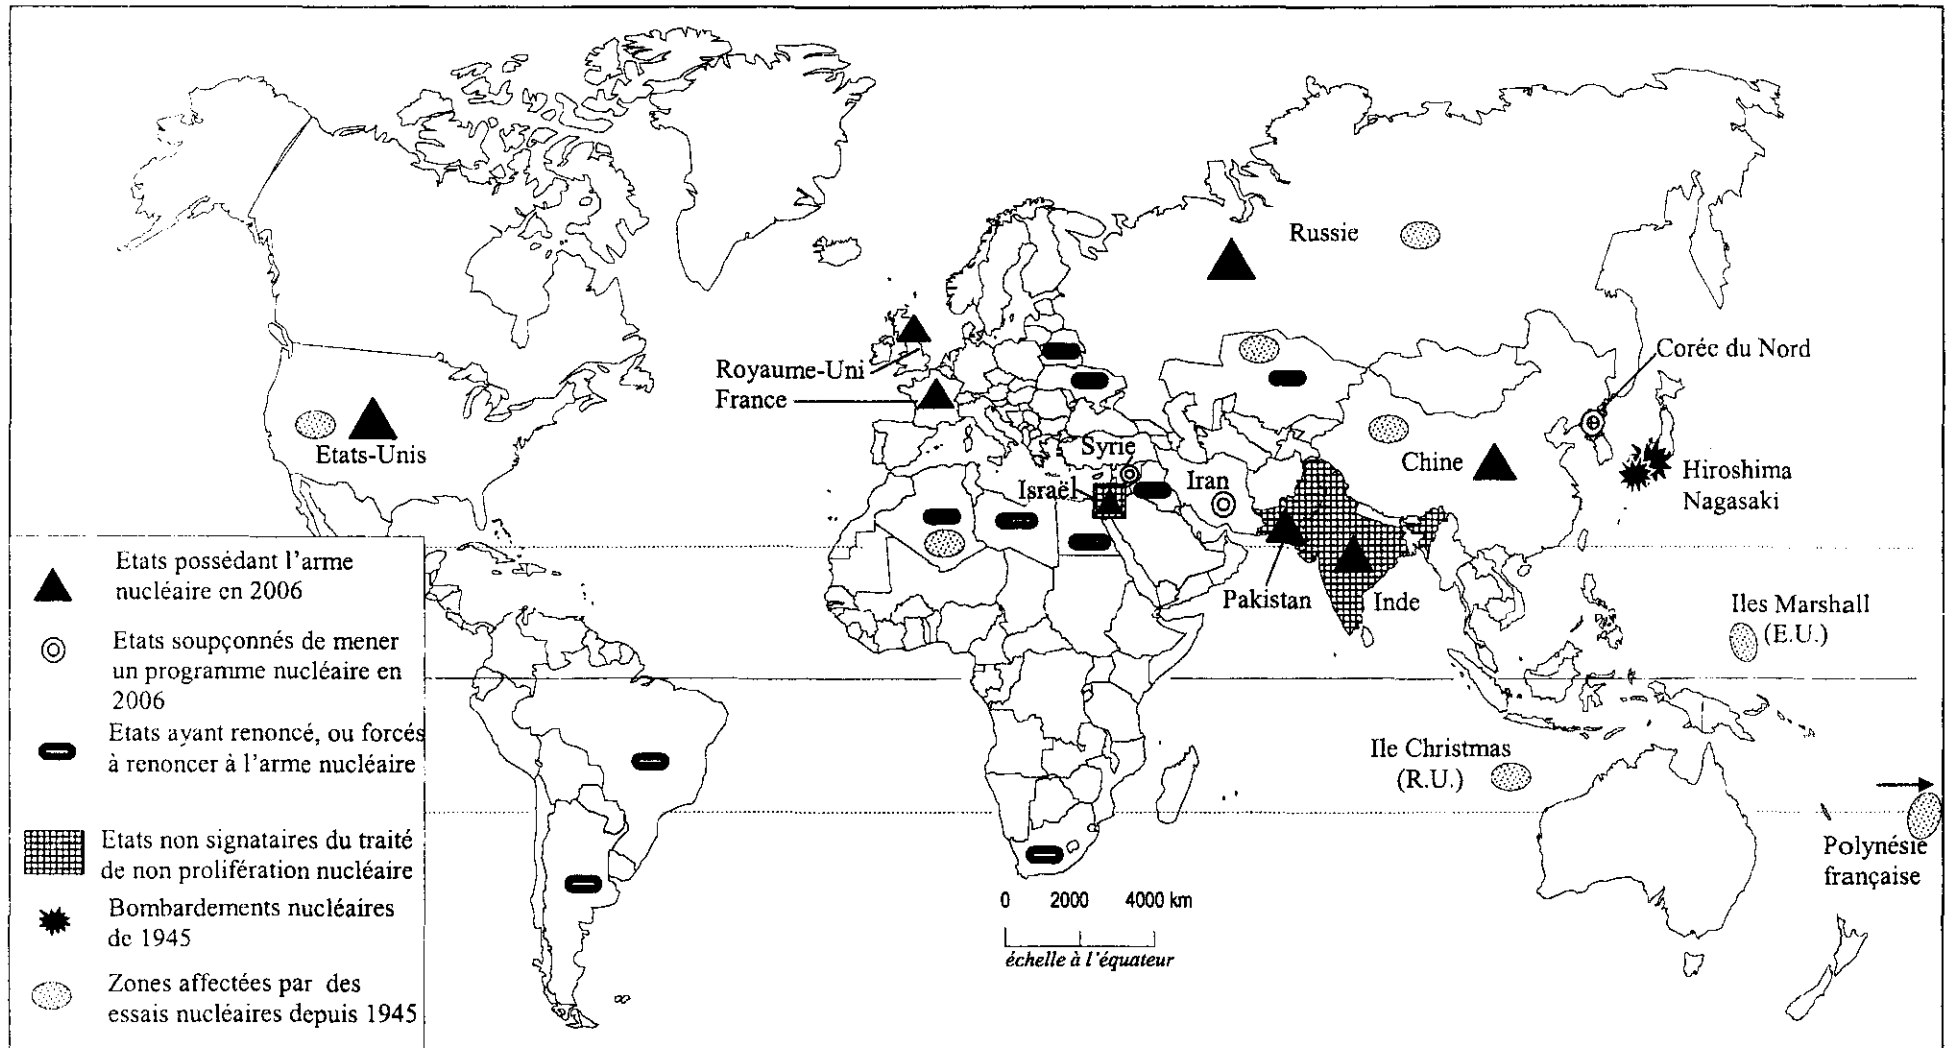 Russie
Corée du Nord
Royaume-Uni
France
Etats-Unis
Syrie
Chine
Israël
Iran
Hiroshima
Nagasaki
Pakistan
Inde
Iles Marshall
(E.U.)
Ile Christmas
(R.U.)
Polynésie
française
0 2000 4000 km
échelle à l'équateur
Etats possédant l'arme
nucléaire en 2006
Etats soupçonnés de mener
un programme nucléaire en
2006
Etats ayant renoncé, ou forcés
à renoncer à l'arme nucléaire
Etats non signataires du traité
de non prolifération nucléaire
Bombardements nucléaires
de 1945
Zones affectées par des
essais nucléaires depuis 1945